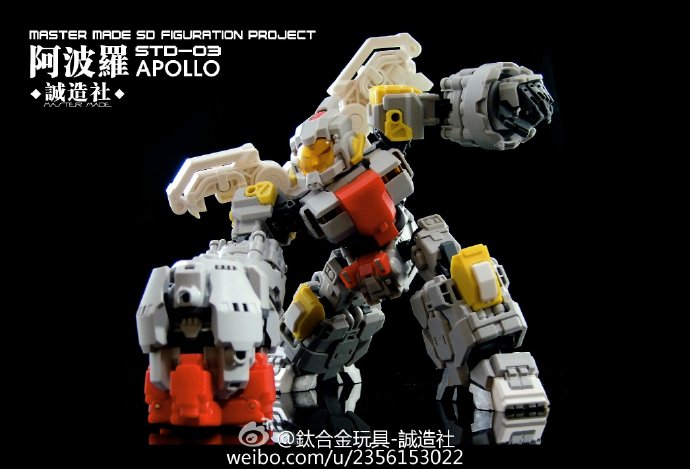 MASTER MADE SD FIGURATION PROJECT
阿波羅 STD-03
APOLLO
◆誠造社◆
MASTER MADE
@鈦合金玩具-誠造社
weibo.com/u/2356153022